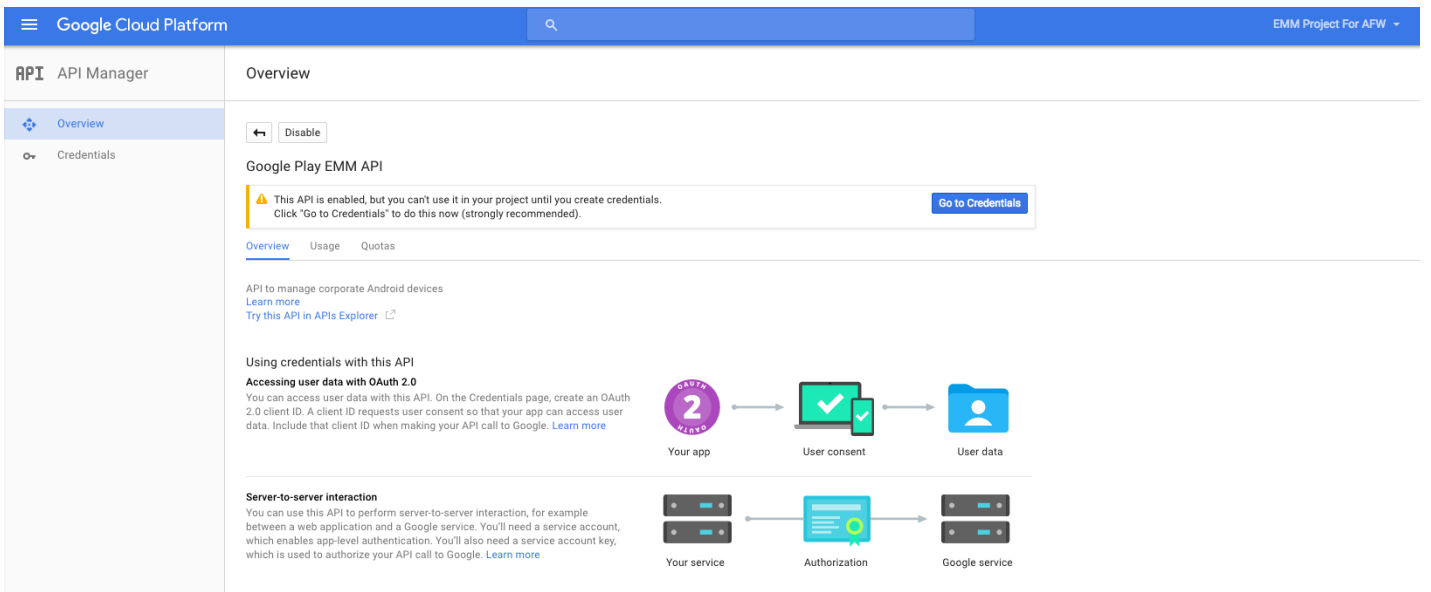 Google Cloud Platform
EMM Project For AFW
API API Manager
Overview
Overview
Credentials
Disable
Google Play EMM API
This API is enabled, but you can't use it in your project until you create credentials.
Click "Go to Credentials" to do this now (strongly recommended).
Go to Credentials
Overview Usage Quotas
API to manage corporate Android devices
Learn more
Try this API in APIs Explorer
Using credentials with this API
Accessing user data with OAuth 2.0
You can access user data with this API. On the Credentials page, create an OAuth
2.0 client ID. A client ID requests user consent so that your app can access user
data. Include that client ID when making your API call to Google. Learn more
OAUTH
2
OAUTH
Your app
User consent
User data
Server-to-server interaction
You can use this API to perform server-to-server interaction, for example
between a web application and a Google service. You'll need a service account,
which enables app-level authentication. You'll also need a service account key,
which is used to authorize your API call to Google. Learn more
Your service
Authorization
Google service